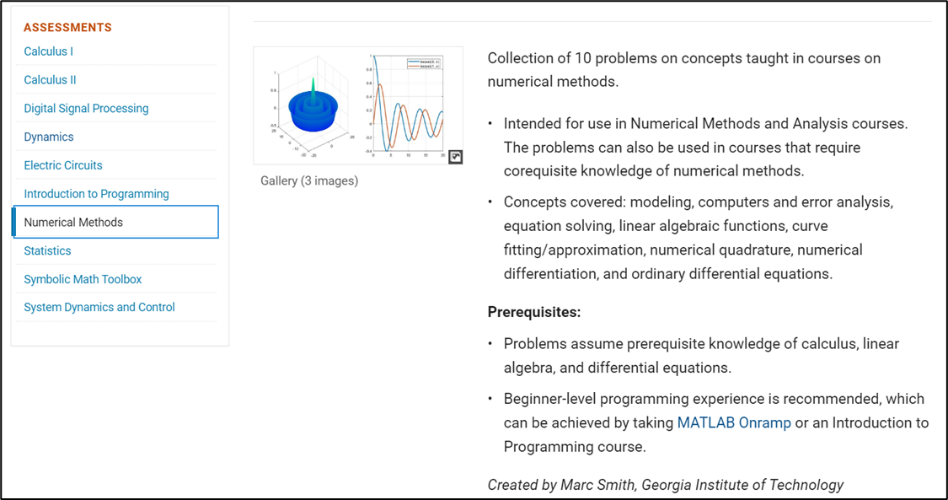 ASSESSMENTS
Calculus I
Calculus II
Digital Signal Processing
Dynamics
Electric Circuits
Introduction to Programming
Numerical Methods
Statistics
Symbolic Math Toolbox
System Dynamics and Control
Gallery (3 images)
Collection of 10 problems on concepts taught in courses on
numerical methods.
• Intended for use in Numerical Methods and Analysis courses.
The problems can also be used in courses that require
corequisite knowledge of numerical methods.
• Concepts covered: modeling, computers and error analysis,
equation solving, linear algebraic functions, curve
fitting/approximation, numerical quadrature, numerical
differentiation, and ordinary differential equations.
Prerequisites:
• Problems assume prerequisite knowledge of calculus, linear
algebra, and differential equations.
• Beginner-level programming experience is recommended, which
can be achieved by taking MATLAB Onramp or an Introduction to
Programming course.
Created by Marc Smith, Georgia Institute of Technology